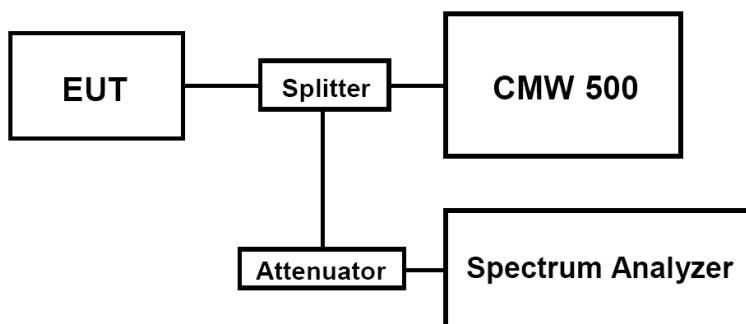 EUT
Splitter
CMW 500
Attenuator
Spectrum Analyzer